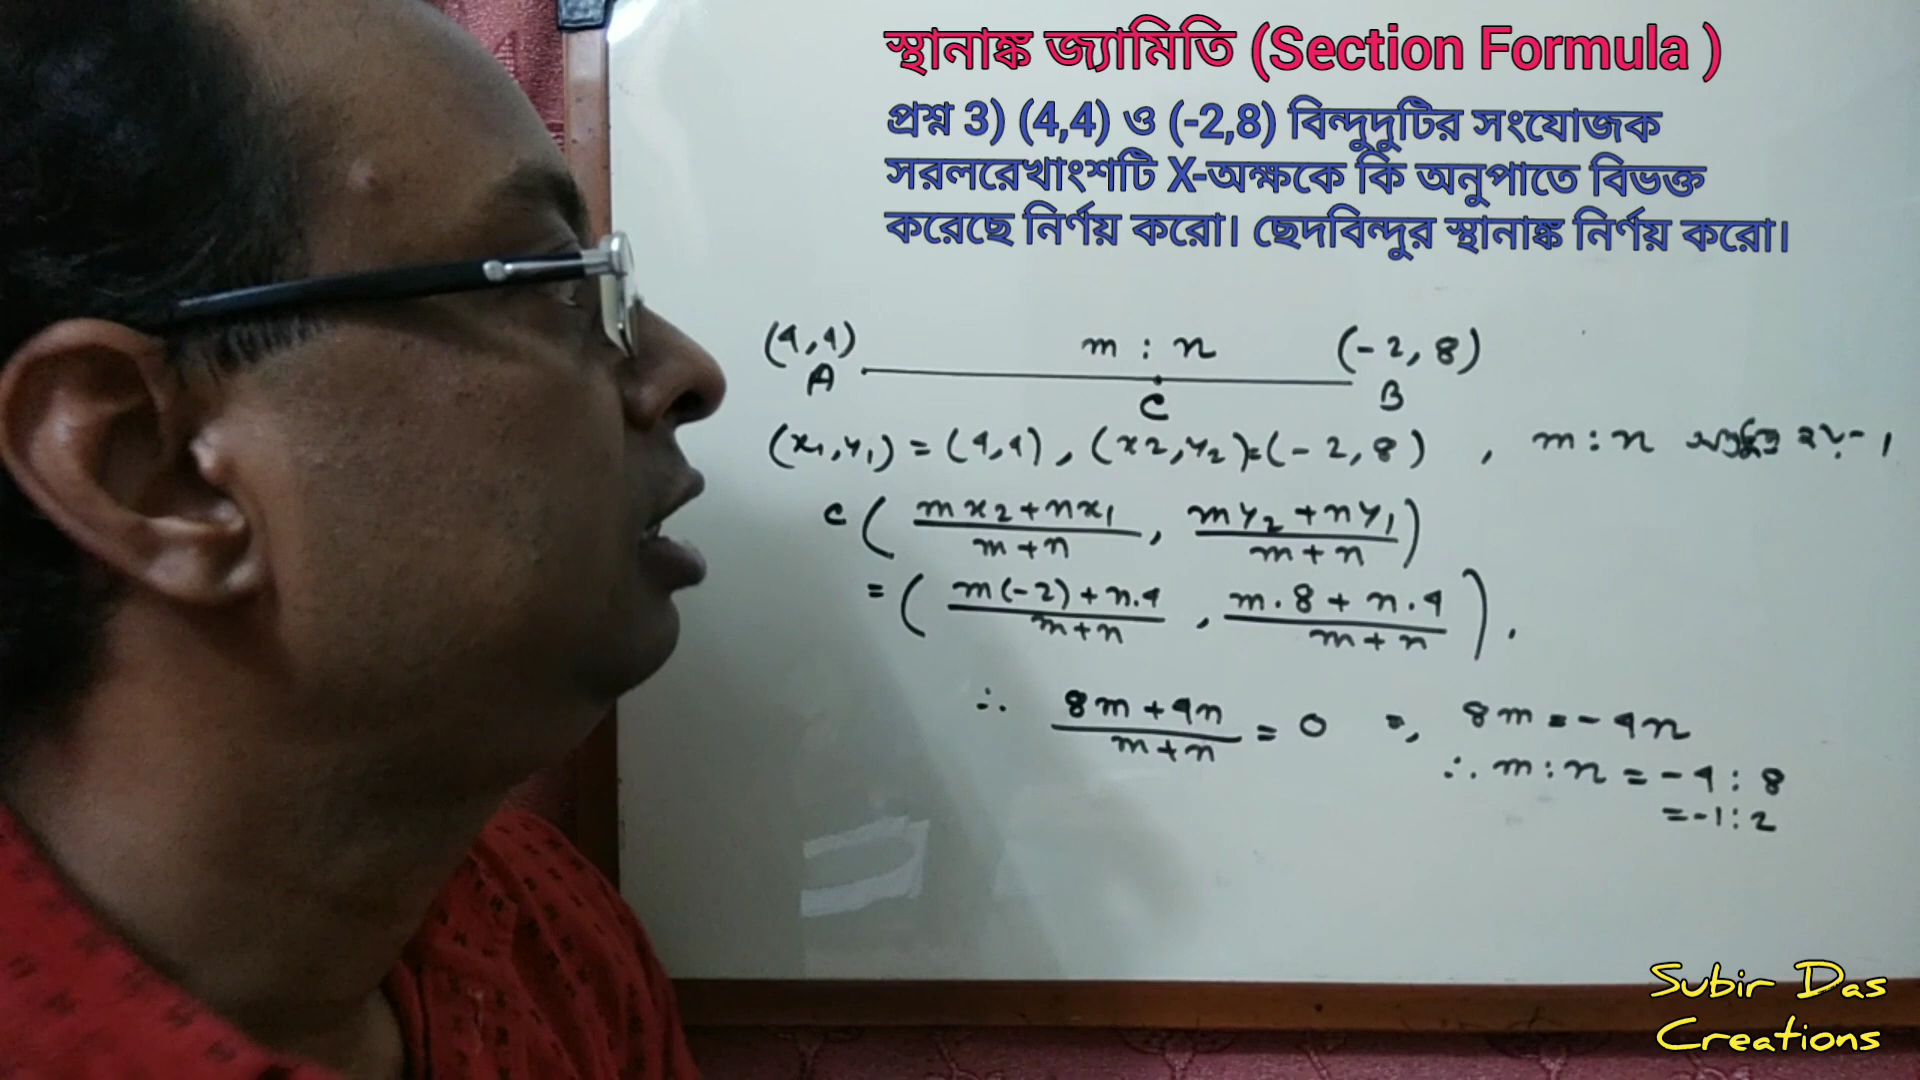 স্থানাঙ্ক জ্যামিতি (Section Formula )
প্রশ্ন 3) (4,4) ও (-2,8) বিন্দুদুটির সংযোজক
সরলরেখাংশটি X-অক্ষকে কি অনুপাতে বিভক্ত
করেছে নির্ণয় করো। ছেদবিন্দুর স্থানাঙ্ক নির্ণয় করো।
(4,4) m : n (-2, 8)
A C B
(x₁,y₁) = (4,4), (x2,y₂)=(-2,8) , m:n
C ( mx₂+nx₁ / m+n , my₂+ny₁ / m+n )
= ( m(-2)+n.4 / m+n , m.8+n.4 / m+n ).
∴ 8m+4n / m+n = 0 =, 8m = -4n
∴ m:n = -4:8
= -1:2
Subir Das
Creations